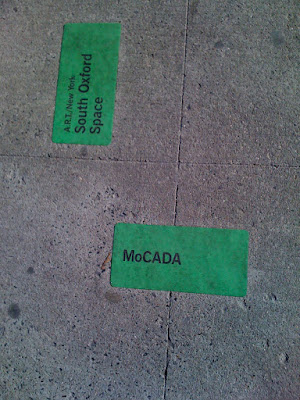 A.R.T./New York
South Oxford
Space
MoCADA